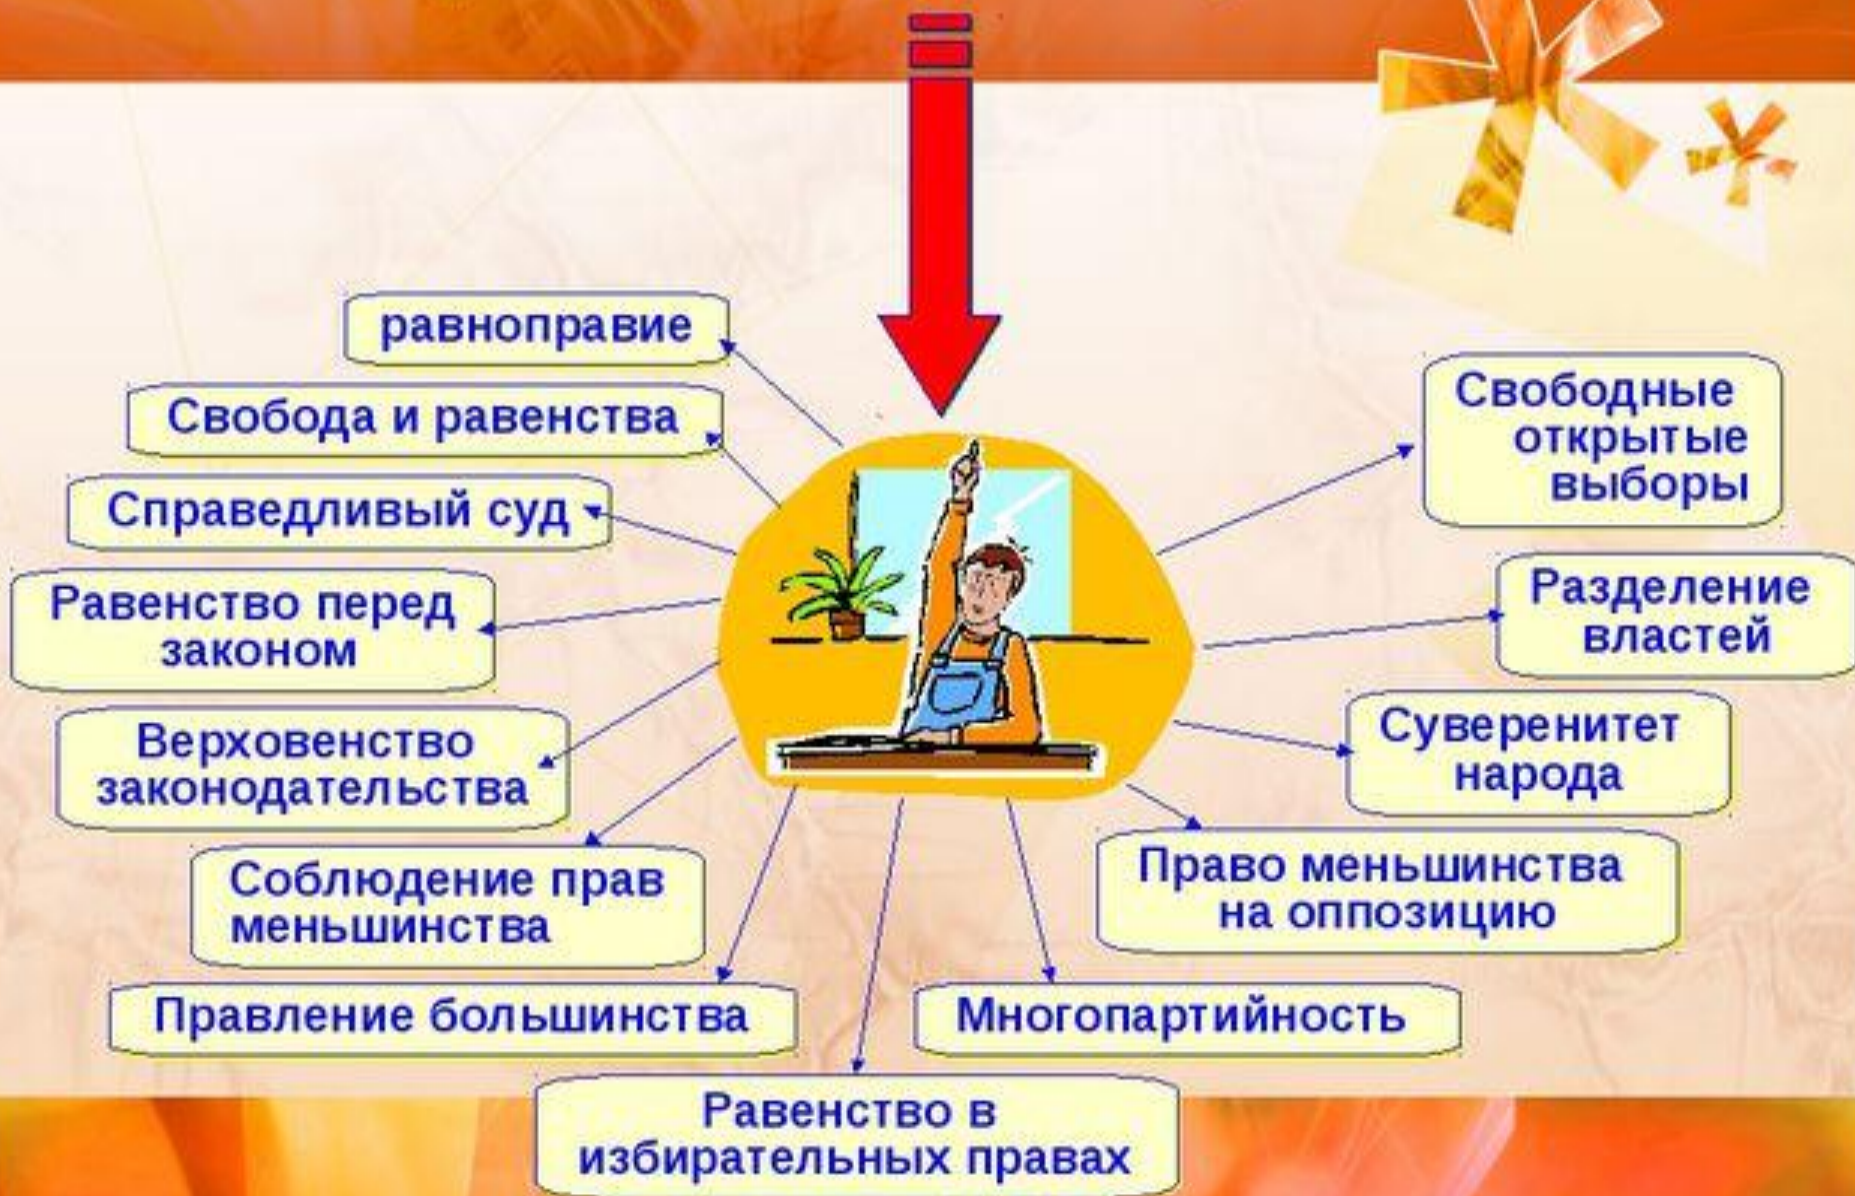 равноправие
Свобода и равенства
Справедливый суд
Равенство перед
законом
Верховенство
законодательства
Соблюдение прав
меньшинства
Правление большинства
Равенство в
избирательных правах
Многопартийность
Право меньшинства
на оппозицию
Суверенитет
народа
Разделение
властей
Свободные
открытые
выборы